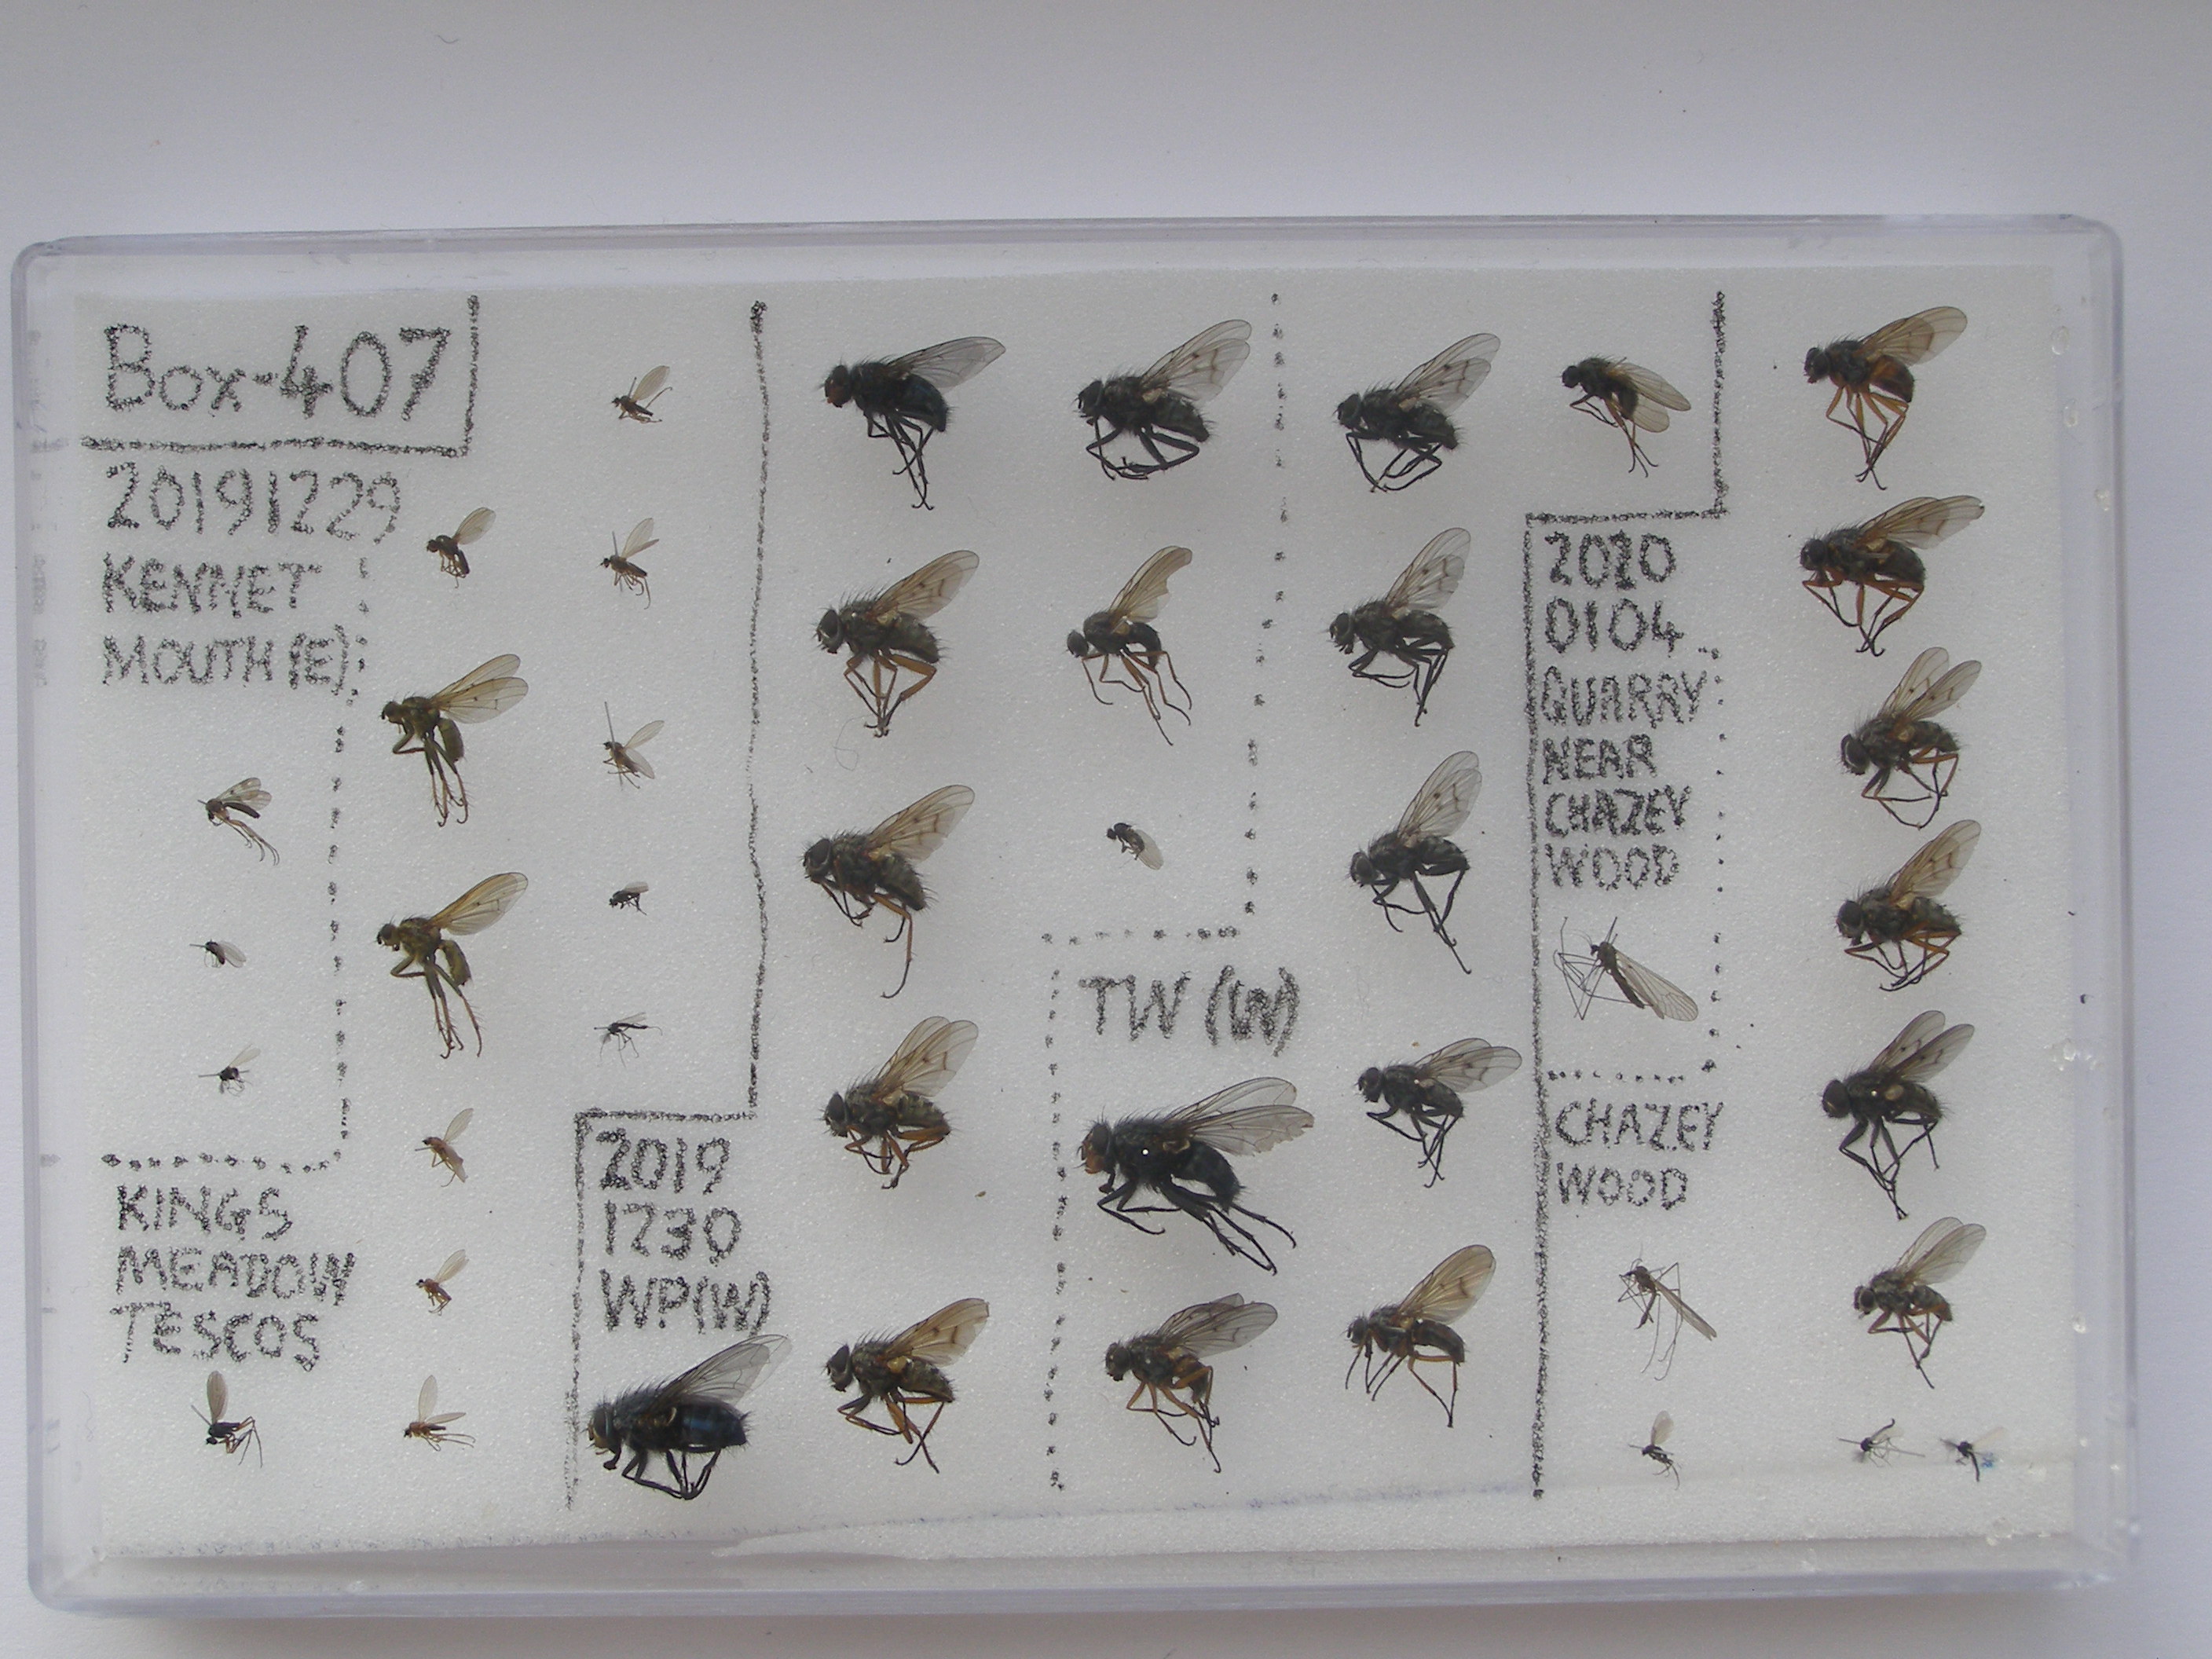 Box-407
20191229
KENNET
MOUTH (E)
KINGS
MEADOW
TESCOS
2019
1230
WP(W)
TW (W)
2020
0104
QUARRY
NEAR
CHAZEY
WOOD
CHAZEY
WOOD